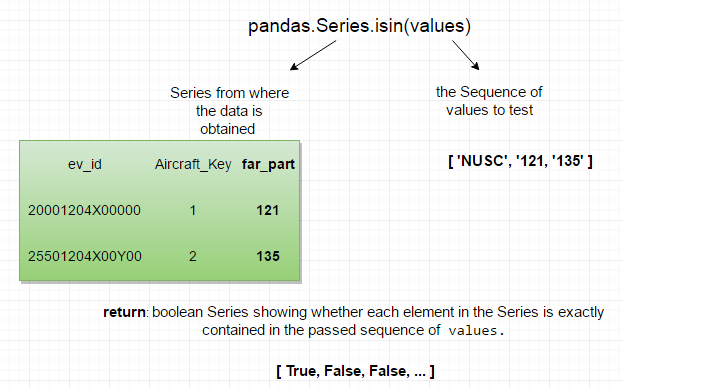 pandas.Series.isin(values)
Series from where
the data is
obtained
the Sequence of
values to test
ev_id Aircraft_Key far_part
20001204X00000 1 121
25501204X00Y00 2 135
[ 'NUSC', '121, '135' ]
return: boolean Series showing whether each element in the Series is exactly
contained in the passed sequence of values.
[ True, False, False, ... ]